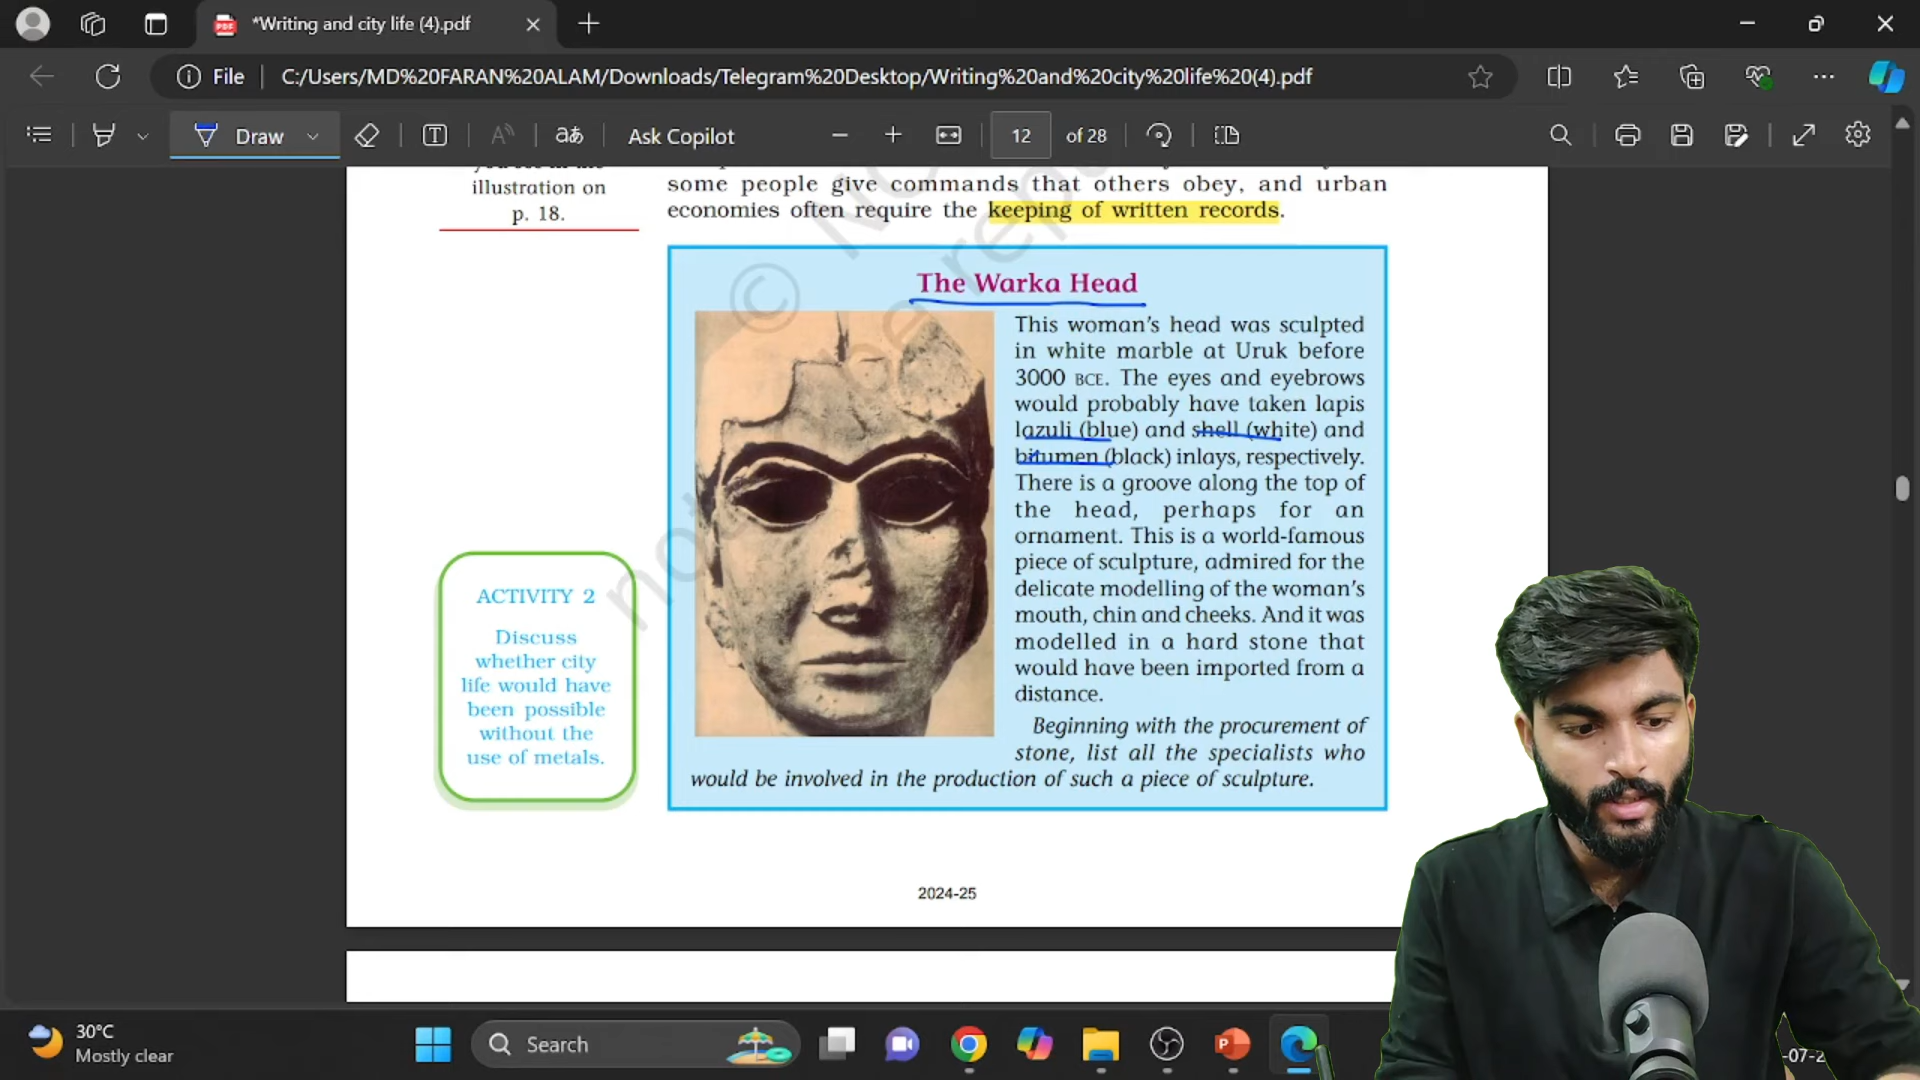 *Writing and city life (4).pdf
File
C:/Users/MD%20FARAN%20ALAM/Downloads/Telegram%20Desktop/Writing%20and%20city%20life%20(4).pdf
Draw
Ask Copilot
12 of 28
illustration on
p. 18.
some people give commands that others obey, and urban
economies often require the keeping of written records.
The Warka Head
This woman's head was sculpted
in white marble at Uruk before
3000 BCE. The eyes and eyebrows
would probably have taken lapis
lazuli (blue) and shell (white) and
bitumen (black) inlays, respectively.
There is a groove along the top of
the head, perhaps for an
ornament. This is a world-famous
piece of sculpture, admired for the
delicate modelling of the woman's
mouth, chin and cheeks. And it was
modelled in a hard stone that
would have been imported from a
distance.
Beginning with the procurement of
stone, list all the specialists who
would be involved in the production of such a piece of sculpture.
ACTIVITY 2
Discuss
whether city
life would have
been possible
without the
use of metals.
2024-25
30°C
Mostly clear
Search